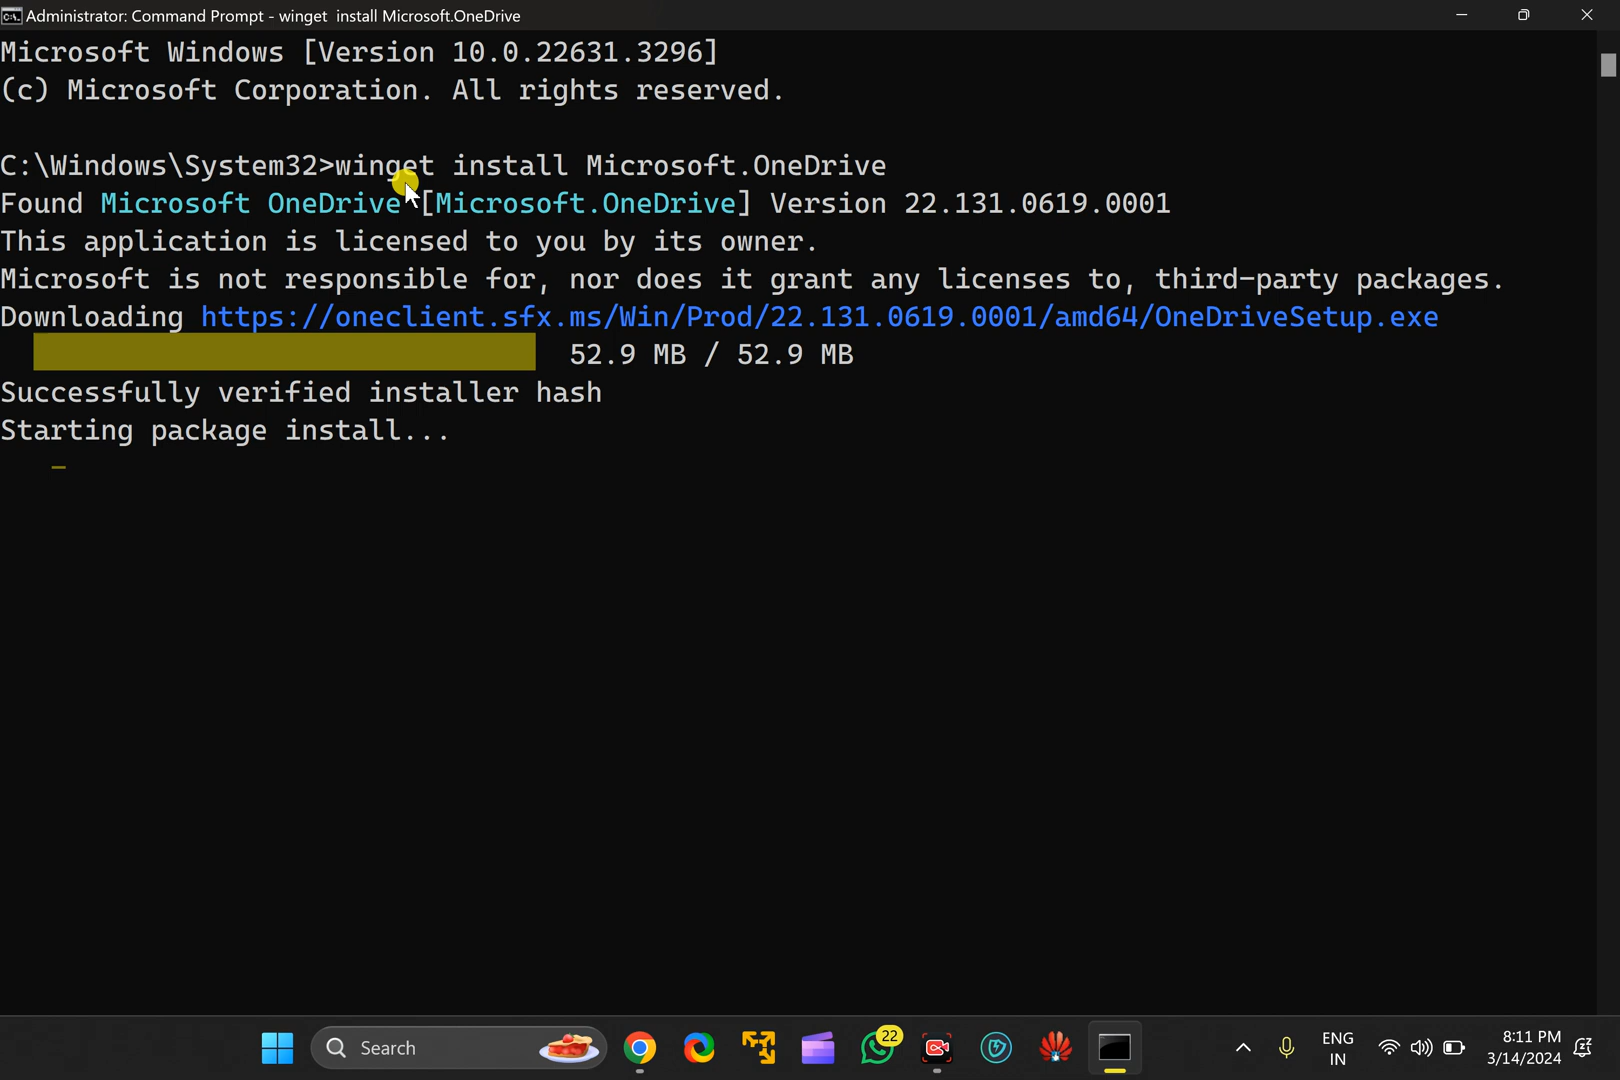 Administrator: Command Prompt - winget  install Microsoft.OneDrive
Microsoft Windows [Version 10.0.22631.3296]
(c) Microsoft Corporation. All rights reserved.
C:\Windows\System32>winget install Microsoft.OneDrive
Found Microsoft OneDrive [Microsoft.OneDrive] Version 22.131.0619.0001
This application is licensed to you by its owner.
Microsoft is not responsible for, nor does it grant any licenses to, third-party packages.
Downloading https://oneclient.sfx.ms/Win/Prod/22.131.0619.0001/amd64/OneDriveSetup.exe
52.9 MB / 52.9 MB
Successfully verified installer hash
Starting package install...
Search
22
ENG
IN
8:11 PM
3/14/2024